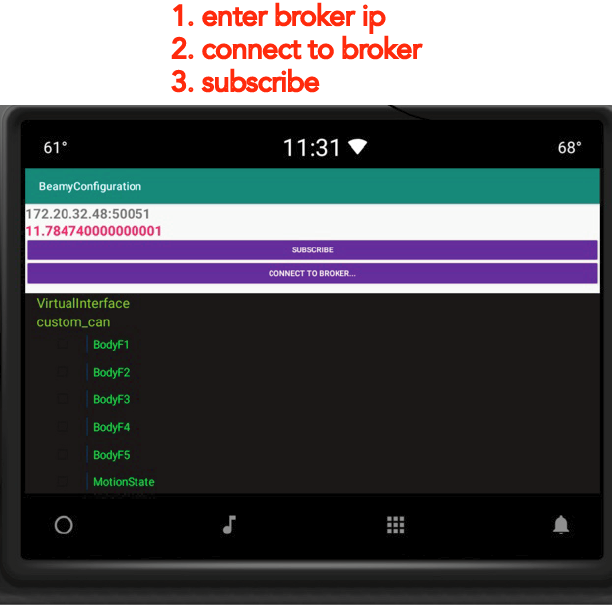 1. enter broker ip
2. connect to broker
3. subscribe
61°
11:31
68°
BeamyConfiguration
172.20.32.48:50051
11.784740000000001
SUBSCRIBE
CONNECT TO BROKER...
VirtualInterface
custom_can
BodyF1
BodyF2
BodyF3
BodyF4
BodyF5
MotionState